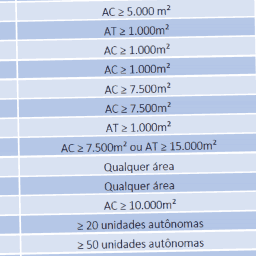 AC ≥ 5.000 m²
AT ≥ 1.000m²
AC ≥ 1.000m²
AC ≥ 1.000m²
AC ≥ 7.500m²
AC ≥ 7.500m²
AT ≥ 1.000m²
AC ≥ 7.500m² ou AT ≥ 15.000m²
Qualquer área
Qualquer área
AC ≥ 10.000m²
≥ 20 unidades autônomas
≥ 50 unidades autônomas